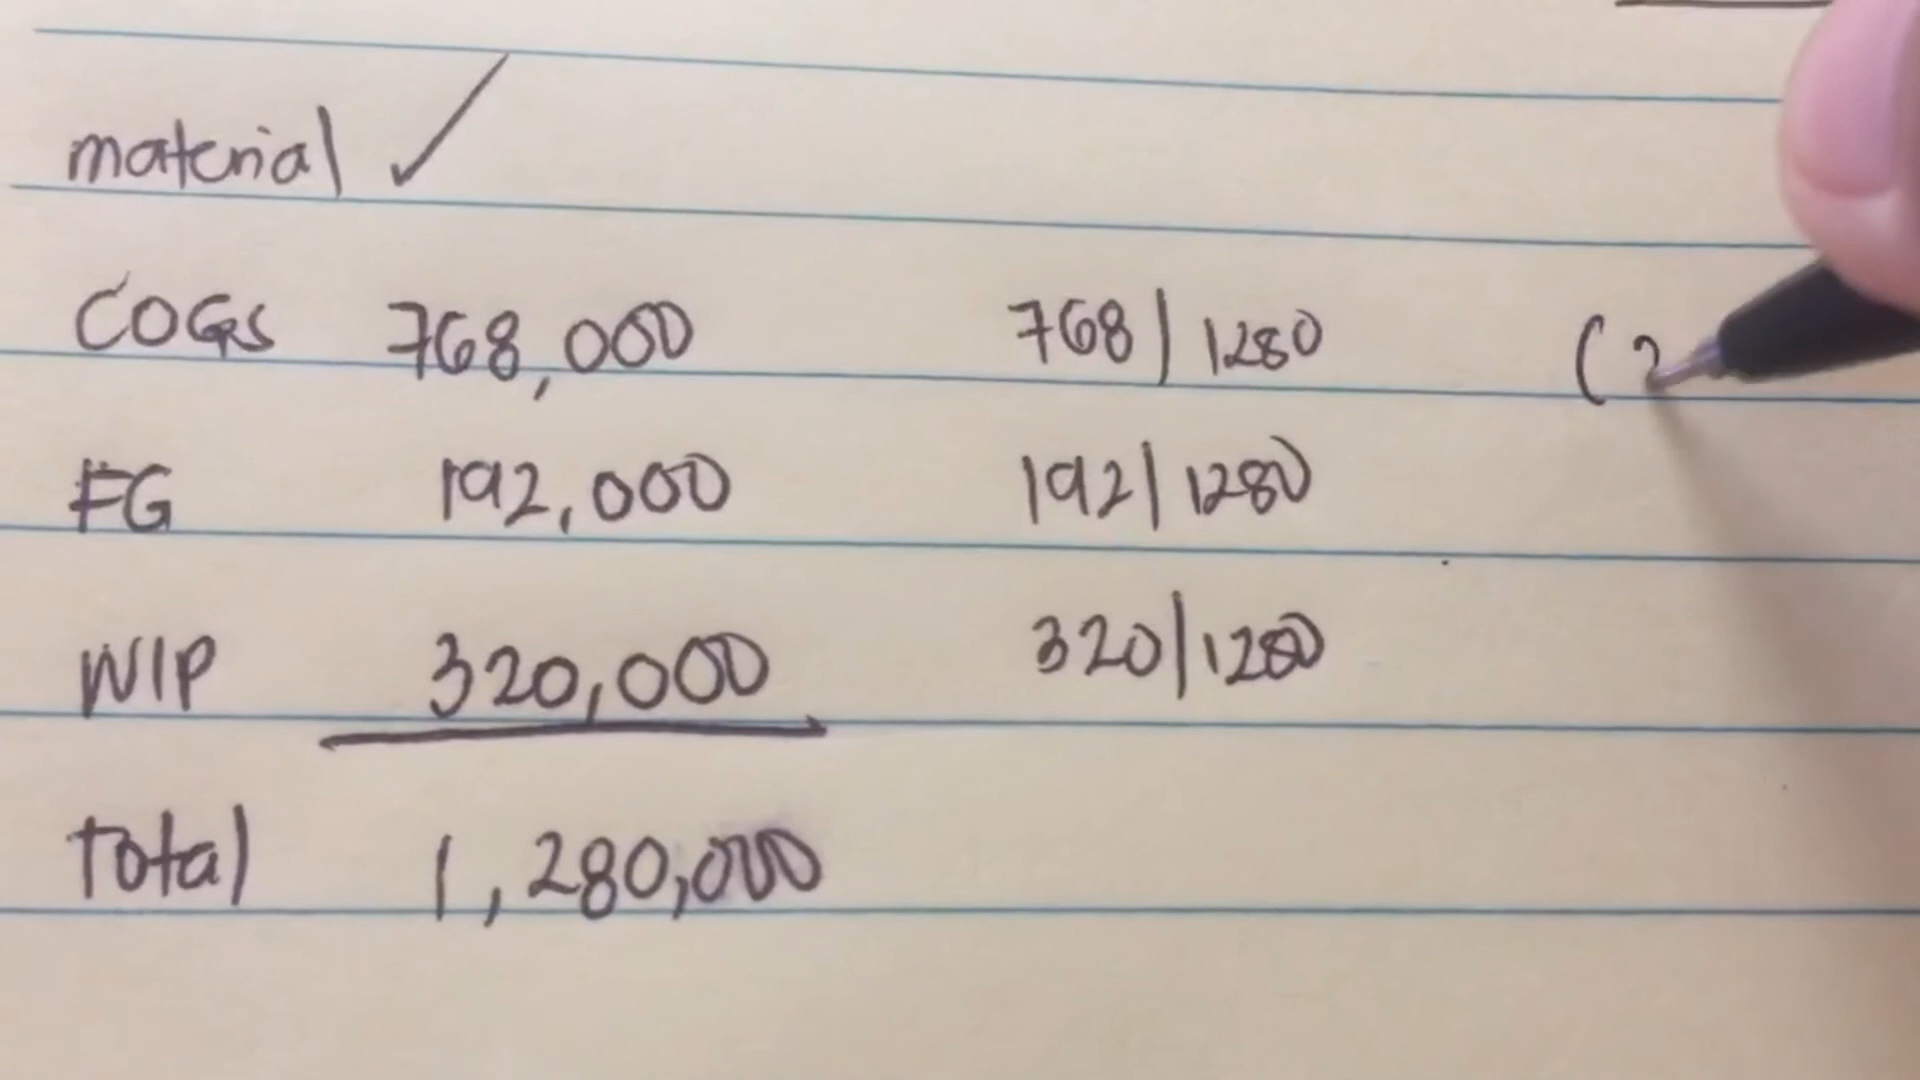 material ✓
COGS 768,000 768/1280 (2
FG 192,000 192/1280
WIP 320,000 320/1280
Total 1,280,000